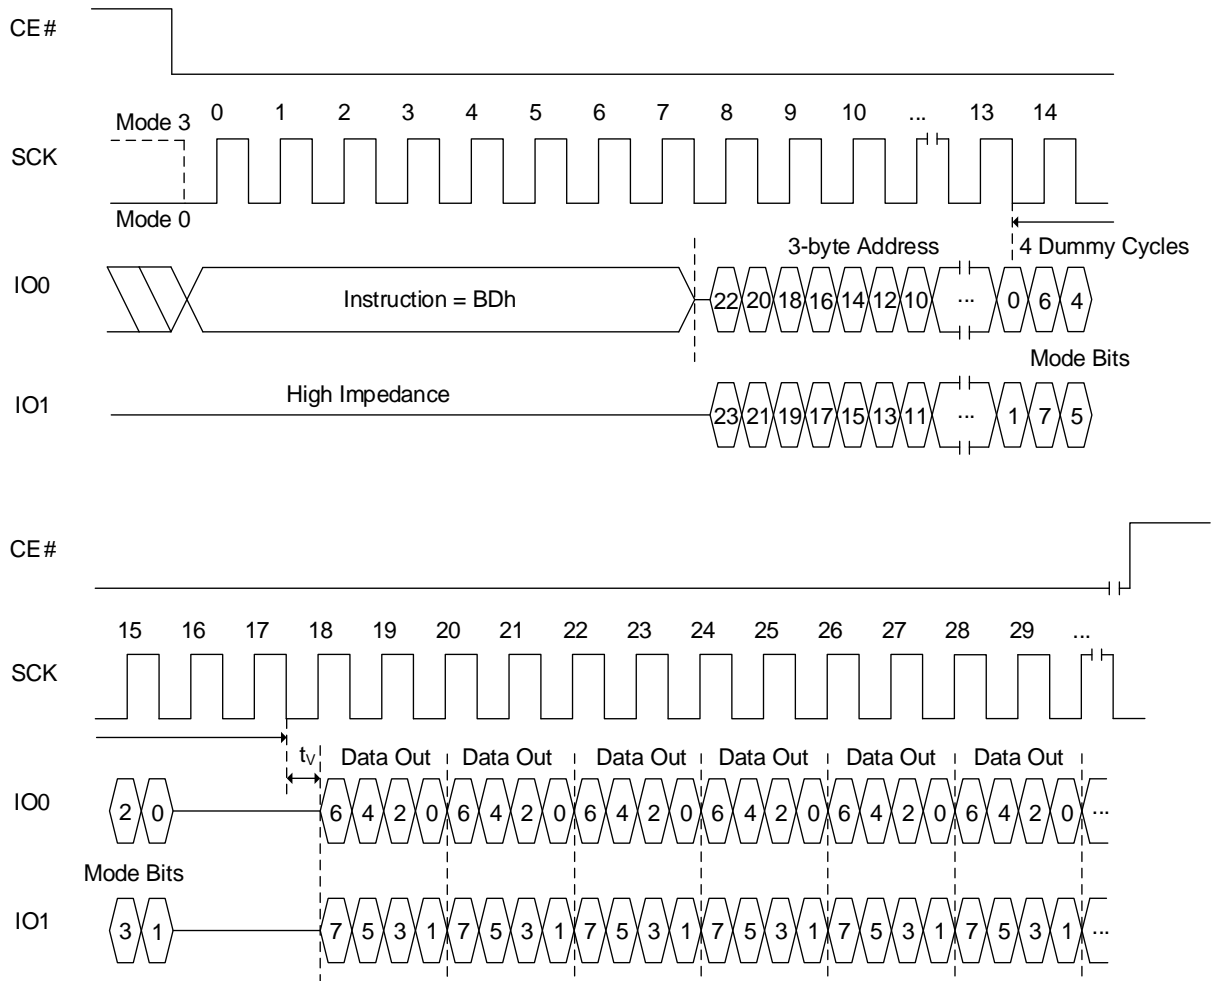 CE#
Mode 3
0 1 2 3 4 5 6 7 8 9 10 ... 13 14
SCK
Mode 0
3-byte Address
4 Dummy Cycles
IO0
Instruction = BDh
22 20 18 16 14 12 10 ... 0 6 4
Mode Bits
IO1
High Impedance
23 21 19 17 15 13 11 ... 1 7 5
CE#
15 16 17 18 19 20 21 22 23 24 25 26 27 28 29 ...
SCK
tV
Data Out Data Out Data Out Data Out Data Out Data Out
IO0
2 0 6 4 2 0 6 4 2 0 6 4 2 0 6 4 2 0 6 4 2 0 6 4 2 0 ...
Mode Bits
IO1
3 1 7 5 3 1 7 5 3 1 7 5 3 1 7 5 3 1 7 5 3 1 7 5 3 1 ...